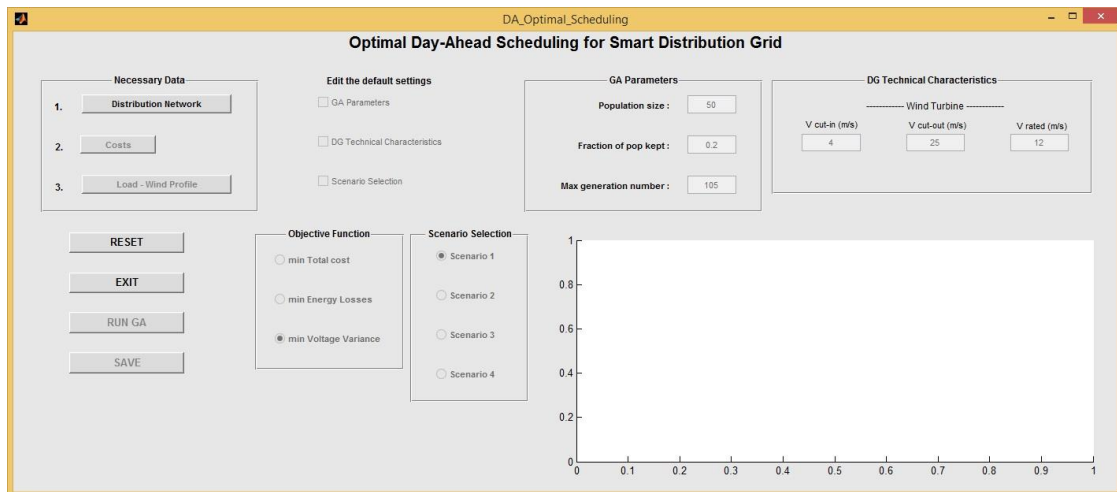 DA_Optimal_Scheduling
Optimal Day-Ahead Scheduling for Smart Distribution Grid
Necessary Data
1. Distribution Network
2. Costs
3. Load - Wind Profile
Edit the default settings
GA Parameters
DG Technical Characteristics
Scenario Selection
GA Parameters
Population size : 50
Fraction of pop kept : 0.2
Max generation number : 105
DG Technical Characteristics
------------ Wind Turbine ------------
V cut-in (m/s) V cut-out (m/s) V rated (m/s)
4 25 12
RESET
EXIT
RUN GA
SAVE
Objective Function
min Total cost
min Energy Losses
min Voltage Variance
Scenario Selection
Scenario 1
Scenario 2
Scenario 3
Scenario 4
1
0.8
0.6
0.4
0.2
0
0 0.1 0.2 0.3 0.4 0.5 0.6 0.7 0.8 0.9 1